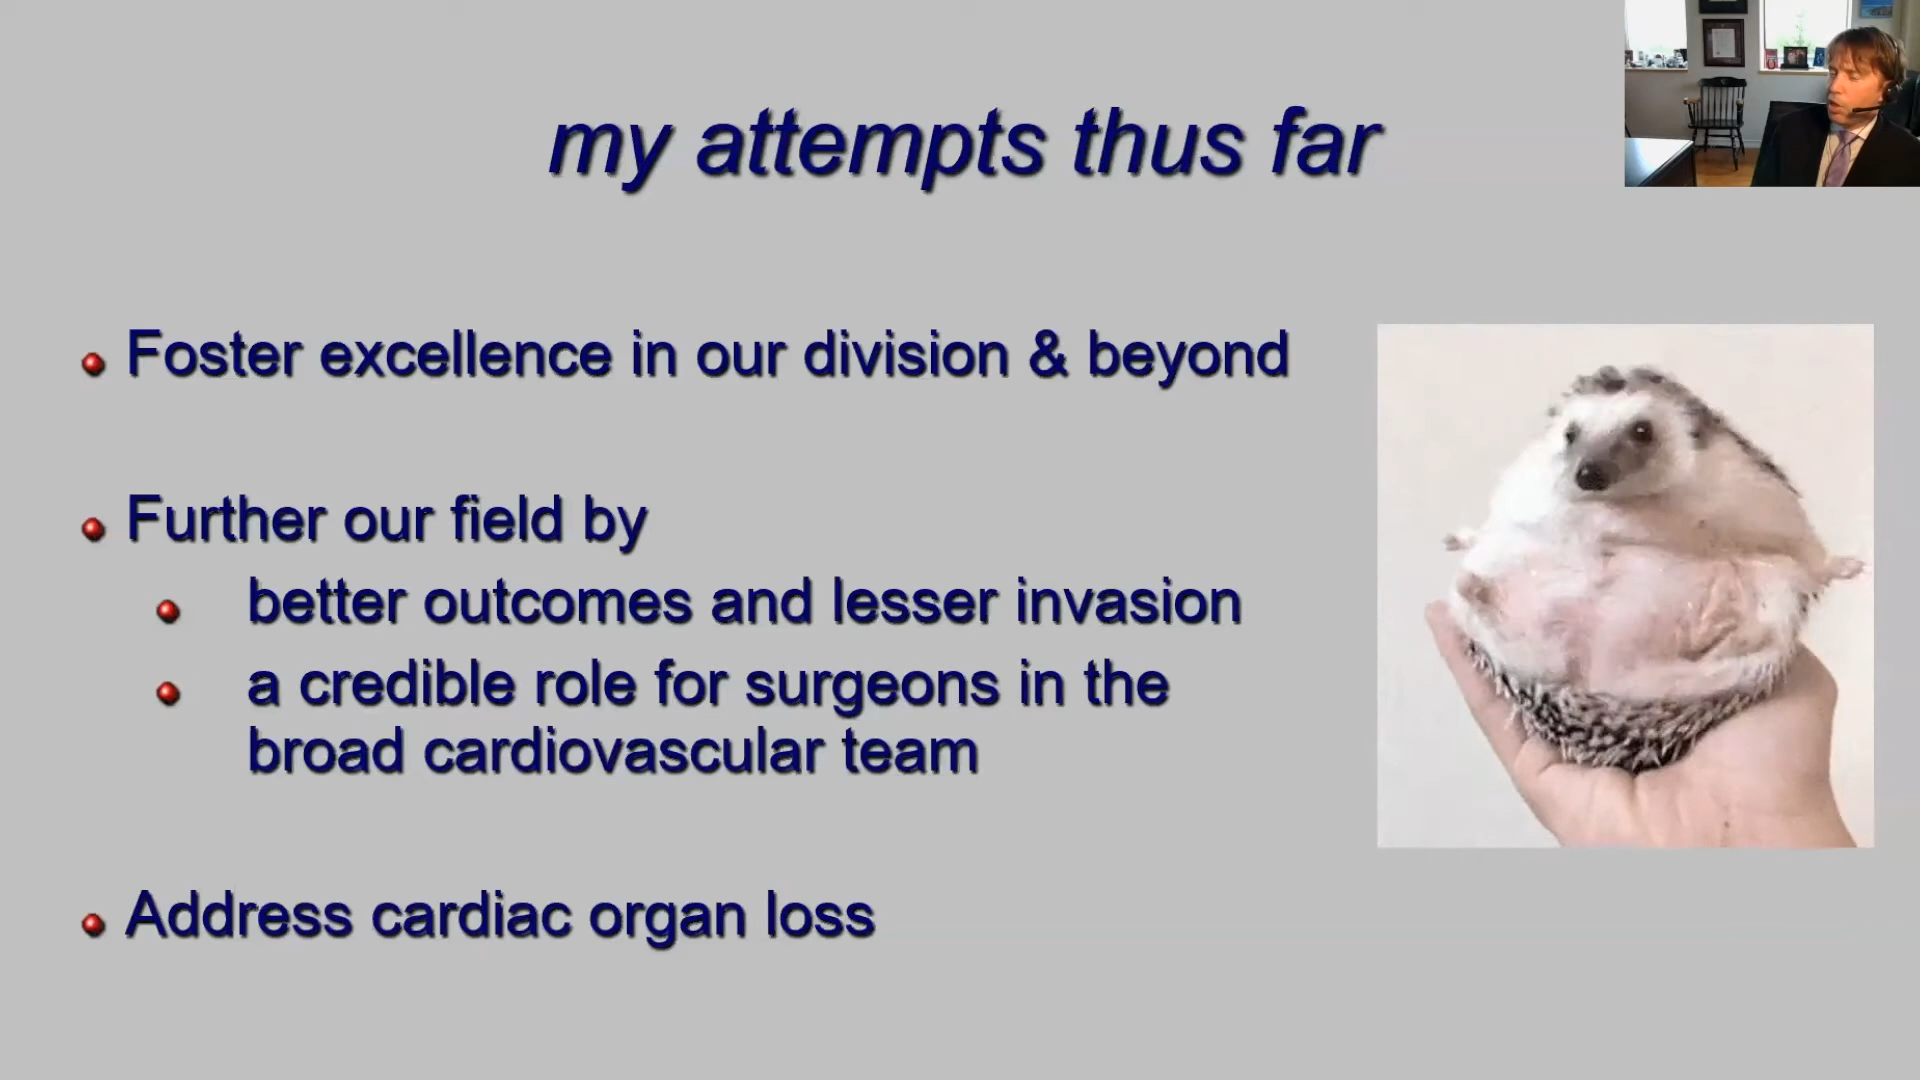 my attempts thus far
Foster excellence in our division & beyond
Further our field by
better outcomes and lesser invasion
a credible role for surgeons in the
broad cardiovascular team
Address cardiac organ loss